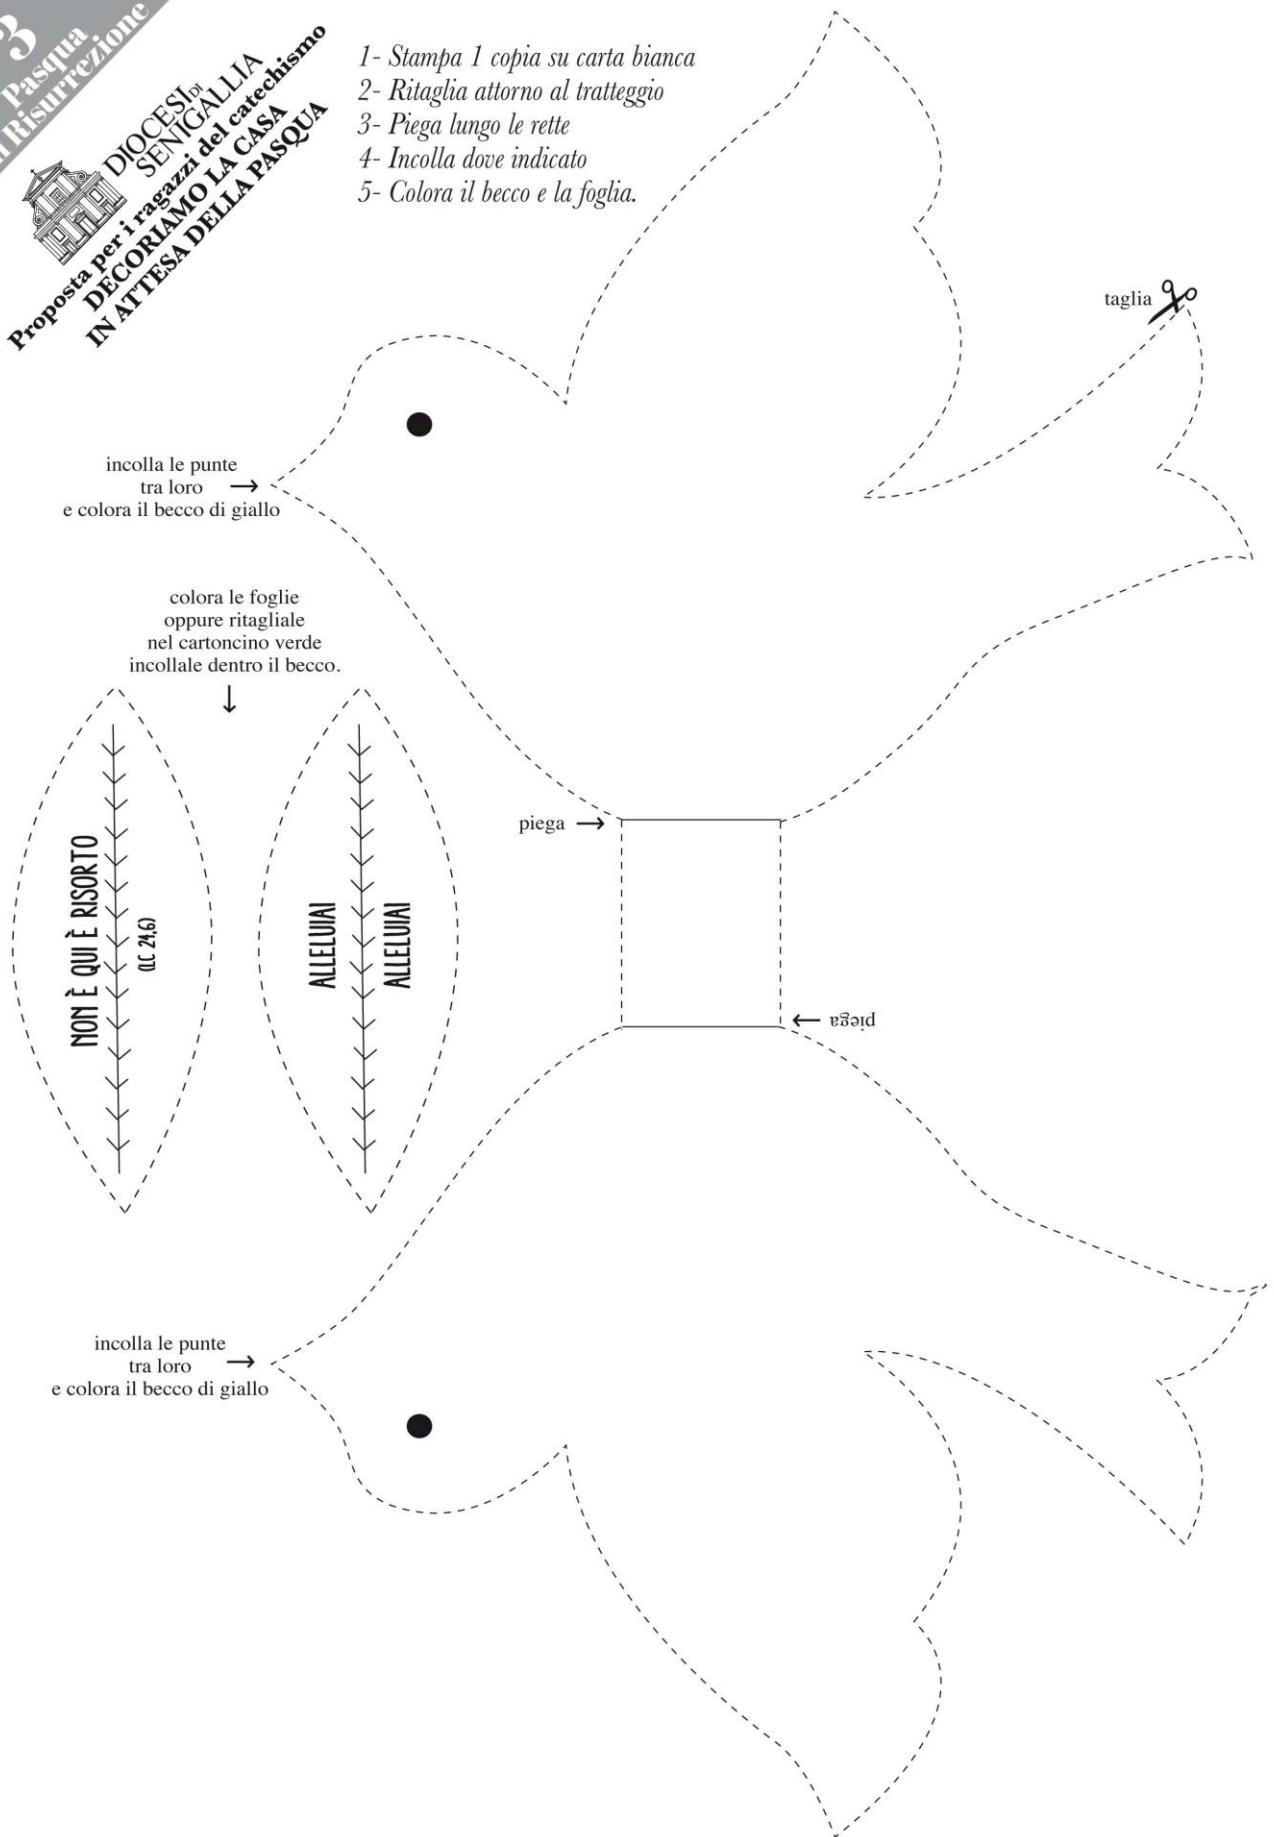 3
Pasqua
di Risurrezione
DIOCESI DI
SENIGALLIA
Proposta per i ragazzi del catechismo
DECORIAMO LA CASA
IN ATTESA DELLA PASQUA
1- Stampa 1 copia su carta bianca
2- Ritaglia attorno al tratteggio
3- Piega lungo le rette
4- Incolla dove indicato
5- Colora il becco e la foglia.
taglia
incolla le punte
tra loro
e colora il becco di giallo
colora le foglie
oppure ritagliale
nel cartoncino verde
incollale dentro il becco.
NON È QUI È RISORTO
(LC 24,6)
ALLELUIA!
ALLELUIA!
piega
piega
incolla le punte
tra loro
e colora il becco di giallo